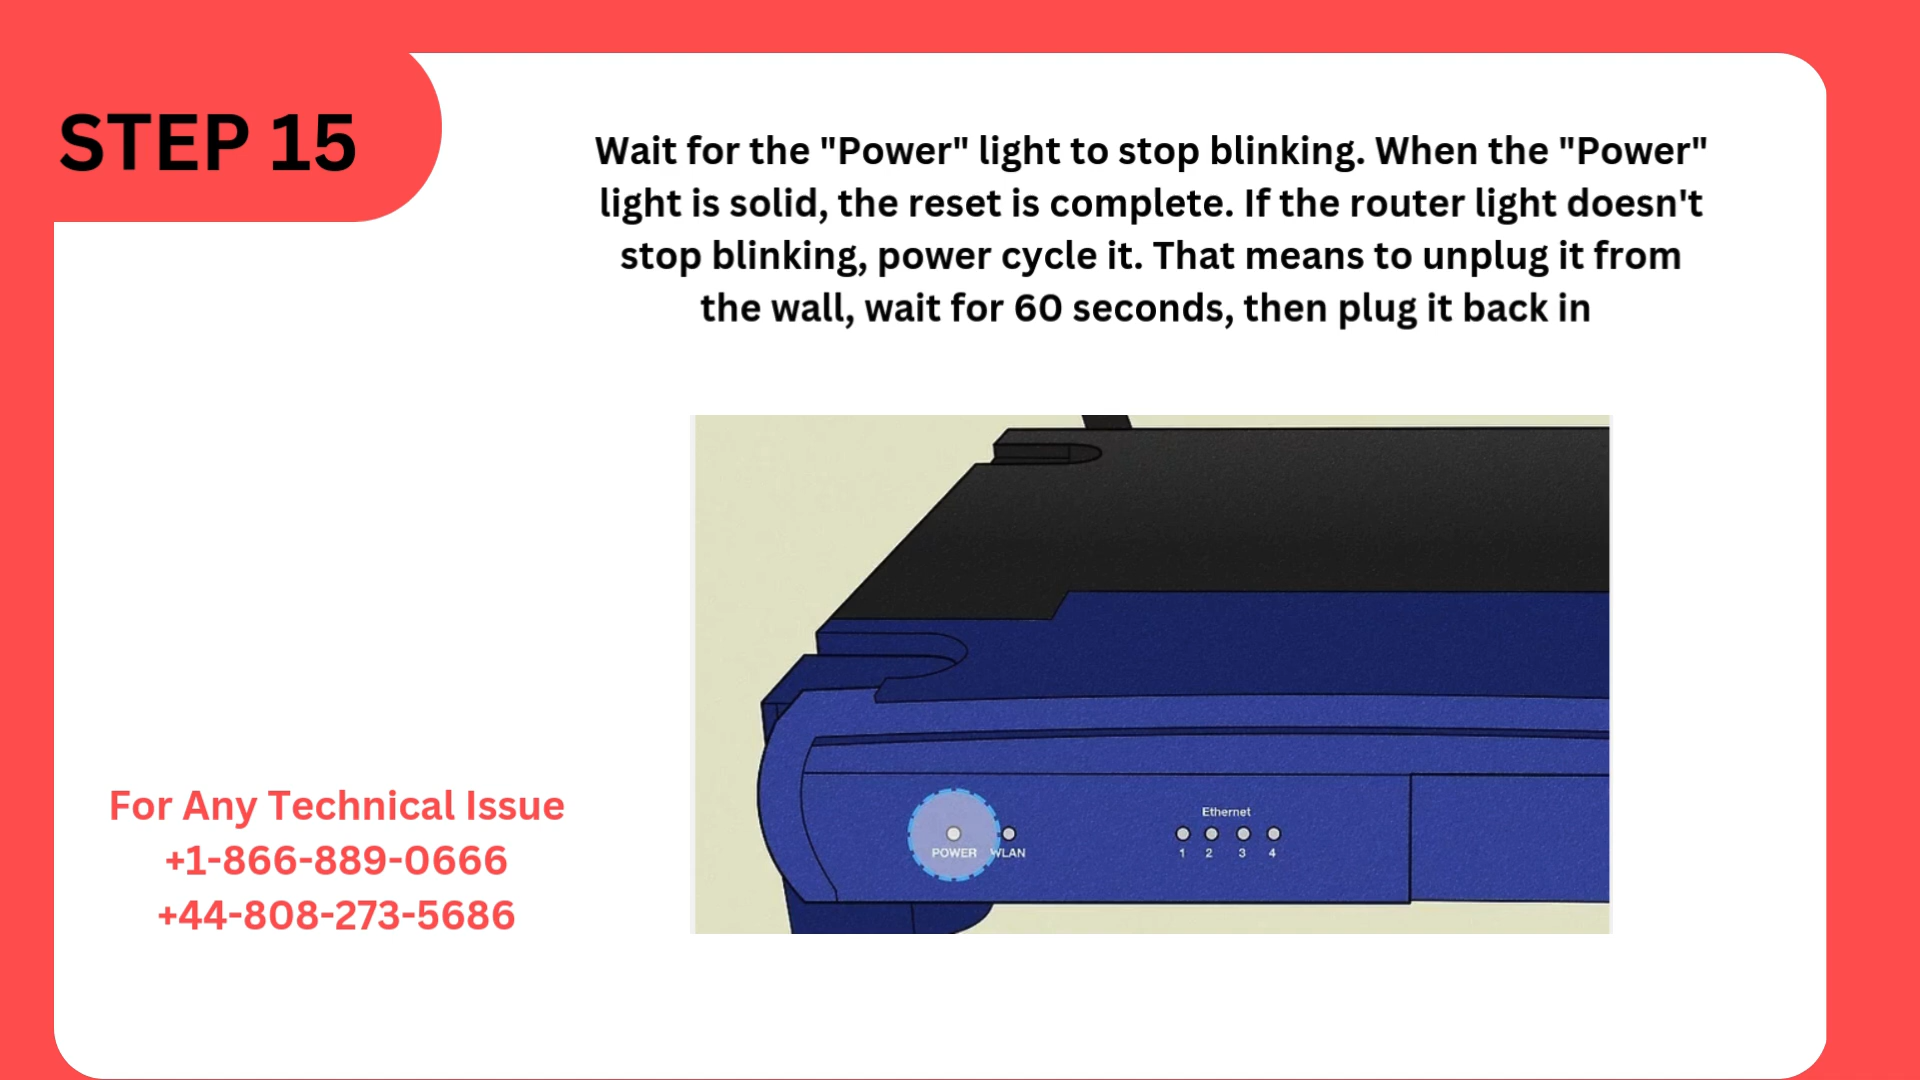 STEP 15
Wait for the "Power" light to stop blinking. When the "Power"
light is solid, the reset is complete. If the router light doesn't
stop blinking, power cycle it. That means to unplug it from
the wall, wait for 60 seconds, then plug it back in
Ethernet
POWER WLAN 1 2 3 4
For Any Technical Issue
+1-866-889-0666
+44-808-273-5686